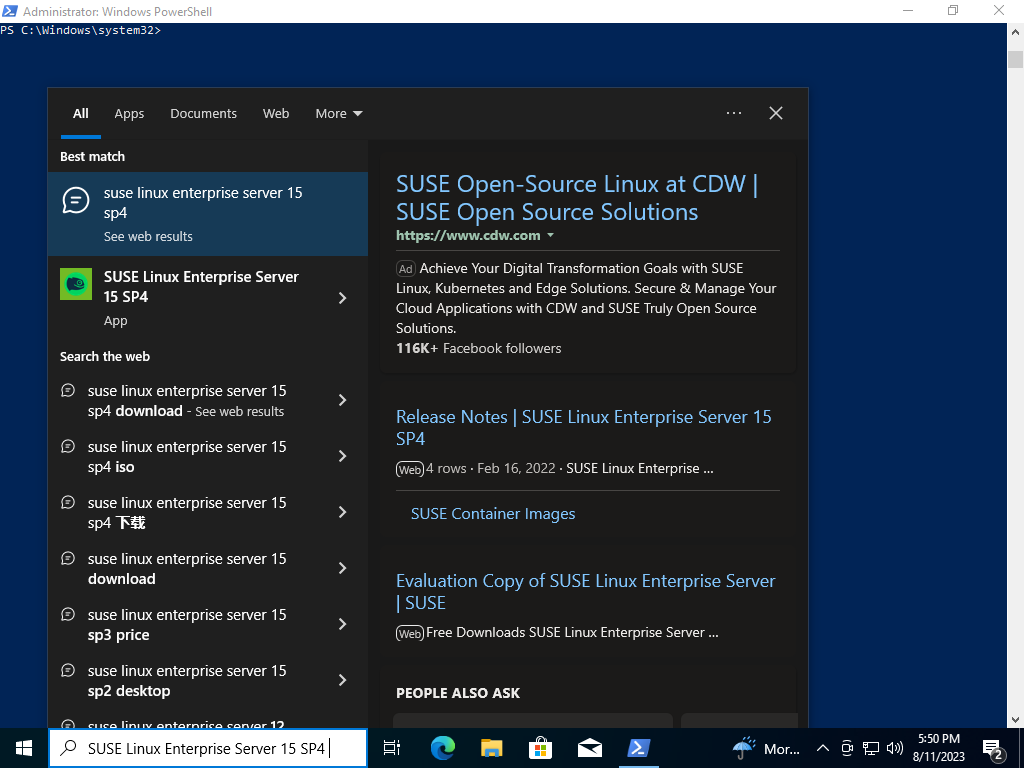 Administrator: Windows PowerShell
PS C:\Windows\system32>
All Apps Documents Web More
Best match
suse linux enterprise server 15
sp4
See web results
SUSE Linux Enterprise Server
15 SP4
App
Search the web
suse linux enterprise server 15
sp4 download - See web results
suse linux enterprise server 15
sp4 iso
suse linux enterprise server 15
sp4 下载
suse linux enterprise server 15
download
suse linux enterprise server 15
sp3 price
suse linux enterprise server 15
sp2 desktop
suse linux enterprise server 12
SUSE Open-Source Linux at CDW |
SUSE Open Source Solutions
https://www.cdw.com
Ad Achieve Your Digital Transformation Goals with SUSE
Linux, Kubernetes and Edge Solutions. Secure & Manage Your
Cloud Applications with CDW and SUSE Truly Open Source
Solutions.
116K+ Facebook followers
Release Notes | SUSE Linux Enterprise Server 15
SP4
Web 4 rows · Feb 16, 2022 · SUSE Linux Enterprise ...
SUSE Container Images
Evaluation Copy of SUSE Linux Enterprise Server
| SUSE
Web Free Downloads SUSE Linux Enterprise Server ...
PEOPLE ALSO ASK
SUSE Linux Enterprise Server 15 SP4
Mor...
5:50 PM
8/11/2023
2